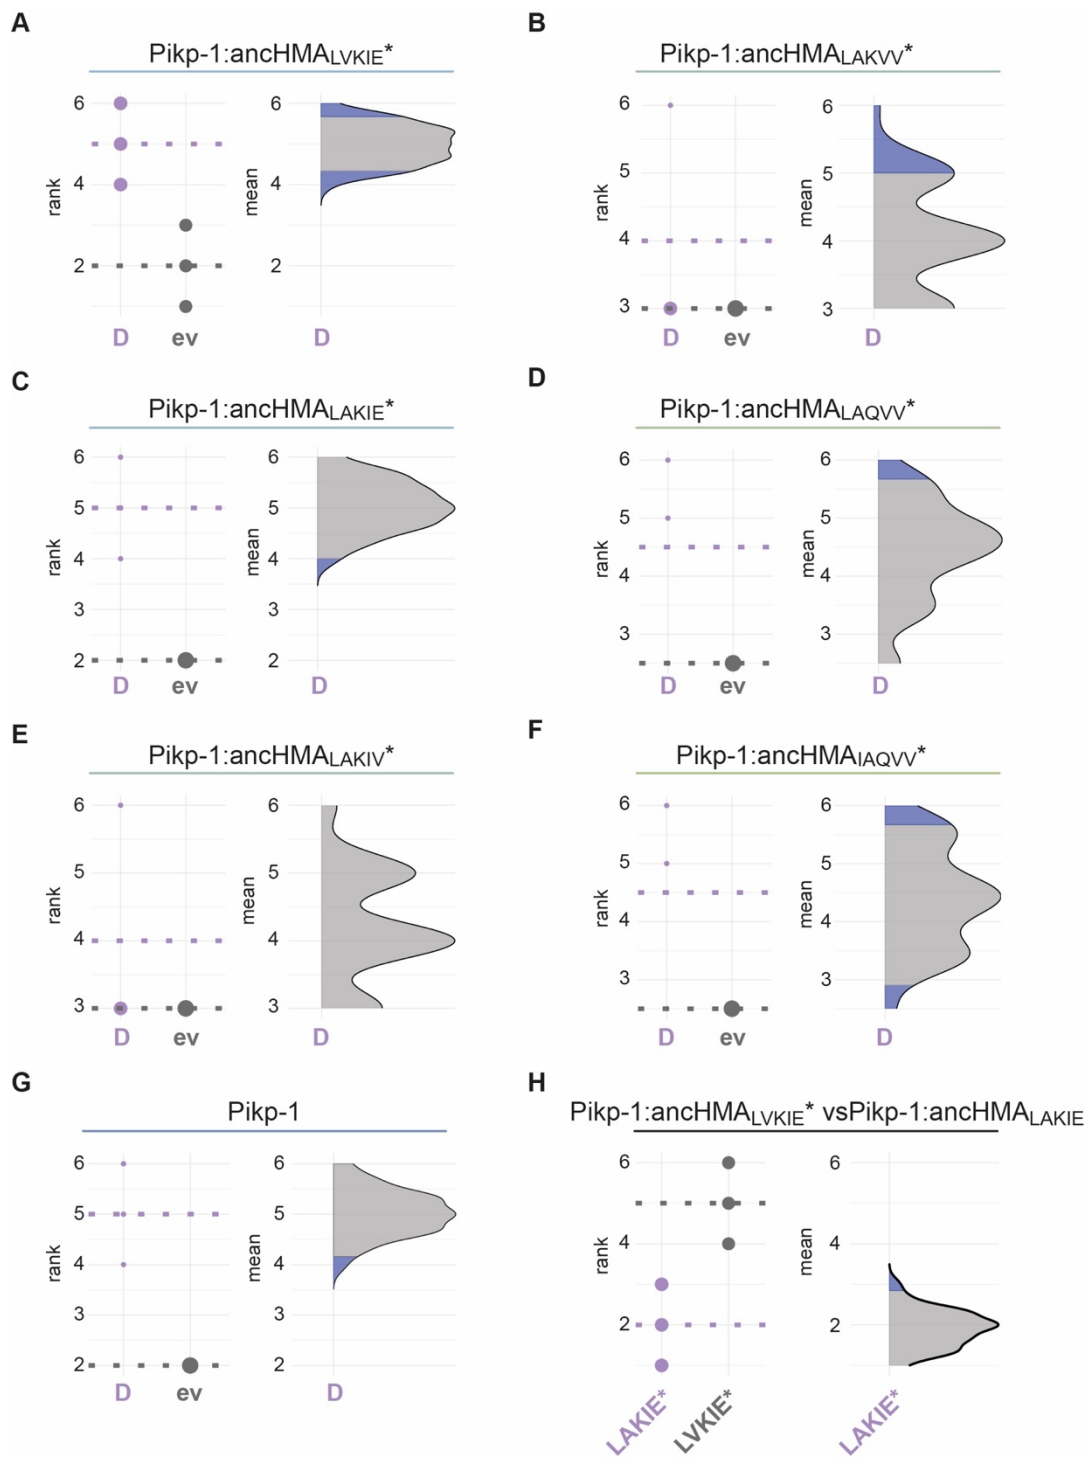 A
Pikp-1:ancHMALVKIE*
rank
6
4
2
D
ev
mean
6
4
2
D
B
Pikp-1:ancHMALAKVV*
rank
6
5
4
3
D
ev
mean
6
5
4
3
D
C
Pikp-1:ancHMALAKIE*
rank
6
5
4
3
2
D
ev
mean
6
5
4
3
2
D
D
Pikp-1:ancHMALAQVV*
rank
6
5
4
3
D
ev
mean
6
5
4
3
D
E
Pikp-1:ancHMALAKIV*
rank
6
5
4
3
D
ev
mean
6
5
4
3
D
F
Pikp-1:ancHMAIAQVV*
rank
6
5
4
3
D
ev
mean
6
5
4
3
D
G
Pikp-1
rank
6
5
4
3
2
D
ev
mean
6
5
4
3
2
D
H
Pikp-1:ancHMALVKIE* vsPikp-1:ancHMALAKIE
rank
6
4
2
LAKIE*
LVKIE*
mean
6
4
2
LAKIE*